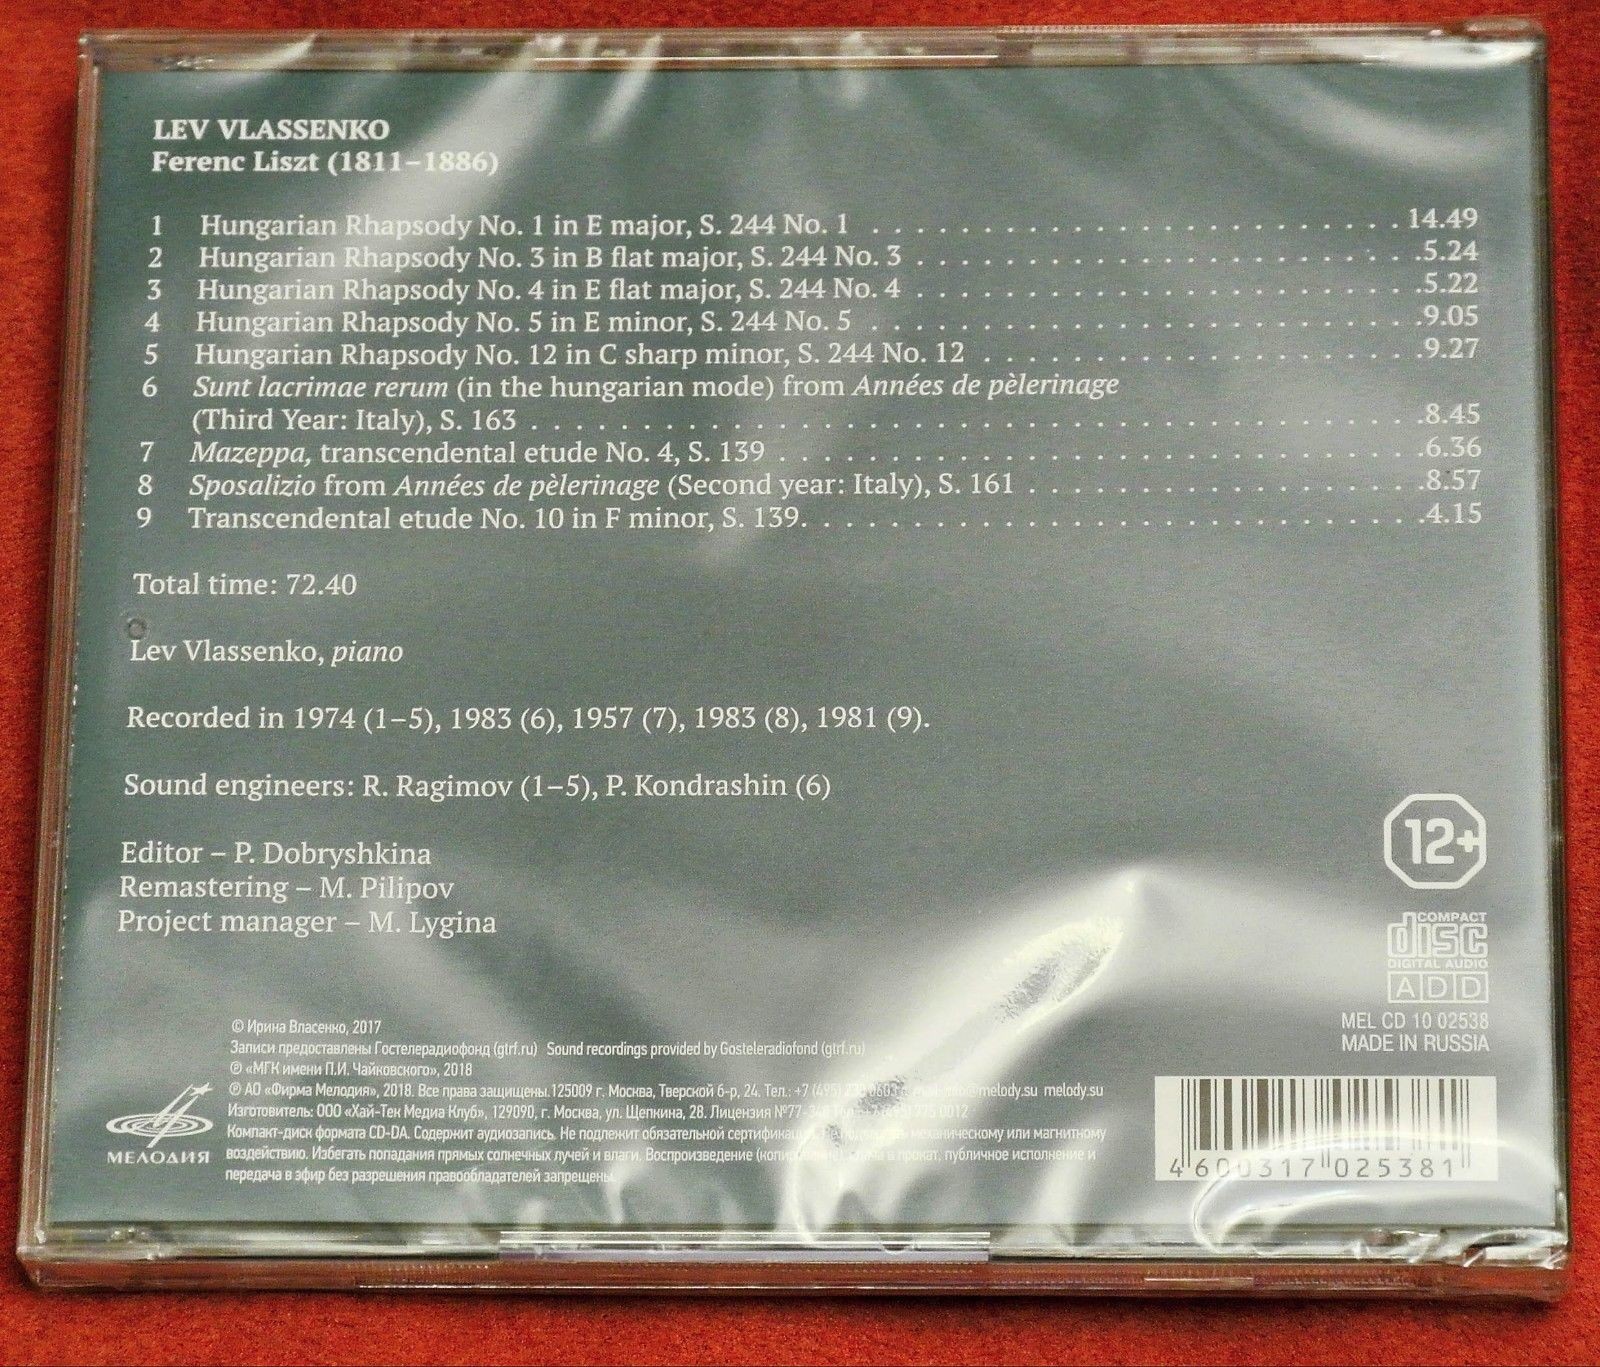 LEV VLASSENKO
Ferenc Liszt (1811–1886)
1 Hungarian Rhapsody No. 1 in E major, S. 244 No. 1 . . . . . . . . . . . . . . . . . . . . . . . . . . . . . . 14.49
2 Hungarian Rhapsody No. 3 in B flat major, S. 244 No. 3 . . . . . . . . . . . . . . . . . . . . . . . . . . . . .5.24
3 Hungarian Rhapsody No. 4 in E flat major, S. 244 No. 4 . . . . . . . . . . . . . . . . . . . . . . . . . . . . .5.22
4 Hungarian Rhapsody No. 5 in E minor, S. 244 No. 5 . . . . . . . . . . . . . . . . . . . . . . . . . . . . . . .9.05
5 Hungarian Rhapsody No. 12 in C sharp minor, S. 244 No. 12 . . . . . . . . . . . . . . . . . . . . . . . . .9.27
6 Sunt lacrimae rerum (in the hungarian mode) from Années de pèlerinage
(Third Year: Italy), S. 163 . . . . . . . . . . . . . . . . . . . . . . . . . . . . . . . . . . . . . . . . . . . . . . . . . .8.45
7 Mazeppa, transcendental etude No. 4, S. 139 . . . . . . . . . . . . . . . . . . . . . . . . . . . . . . . . . . . .6.36
8 Sposalizio from Années de pèlerinage (Second year: Italy), S. 161 . . . . . . . . . . . . . . . . . . . . . .8.57
9 Transcendental etude No. 10 in F minor, S. 139. . . . . . . . . . . . . . . . . . . . . . . . . . . . . . . . . . .4.15
Total time: 72.40
Lev Vlassenko, piano
Recorded in 1974 (1–5), 1983 (6), 1957 (7), 1983 (8), 1981 (9).
Sound engineers: R. Ragimov (1–5), P. Kondrashin (6)
Editor – P. Dobryshkina
Remastering – M. Pilipov
Project manager – M. Lygina
12+
COMPACT
disc
DIGITAL AUDIO
ADD
MEL CD 10 02538
MADE IN RUSSIA
© Ирина Власенко, 2017
Записи предоставлены Гостелерадиофонд (gtrf.ru) Sound recordings provided by Gosteleradiofond (gtrf.ru)
℗ «МГК имени П.И. Чайковского», 2018
℗ АО «Фирма Мелодия», 2018. Все права защищены. 125009 г. Москва, Тверской б-р, 24. Тел.: +7 (495) melody.su
Изготовитель: ООО «Хай-Тек Медиа Клуб», 129090, г. Москва, ул. Щепкина, 28. Лицензия №77-
Компакт-диск формата CD-DA. Содержит аудиозапись. Не подлежит обязательной сертификации. механическому или магнитному
воздействию. Избегать попадания прямых солнечных лучей и влаги. Воспроизведение (копирование), сдача в прокат, публичное исполнение и
передача в эфир без разрешения правообладателей запрещены.
МЕЛОДИЯ
4 600317 025381